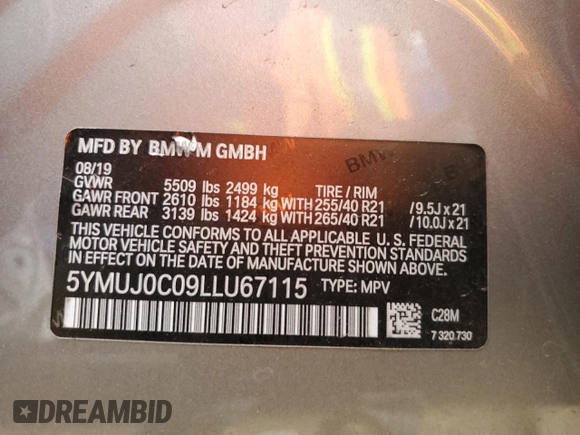 MFD BY BMW M GMBH
08/19
GVWR 5509 lbs 2499 kg TIRE / RIM
GAWR FRONT 2610 lbs 1184 kg WITH 255/40 R21 /9.5J x 21
GAWR REAR 3139 lbs 1424 kg WITH 265/40 R21 /10.0J x 21
THIS VEHICLE CONFORMS TO ALL APPLICABLE U. S. FEDERAL
MOTOR VEHICLE SAFETY AND THEFT PREVENTION STANDARDS
IN EFFECT ON THE DATE OF MANUFACTURE SHOWN ABOVE.
5YMUJ0C09LLU67115 TYPE: MPV
C28M
7 320 730
DREAMBID